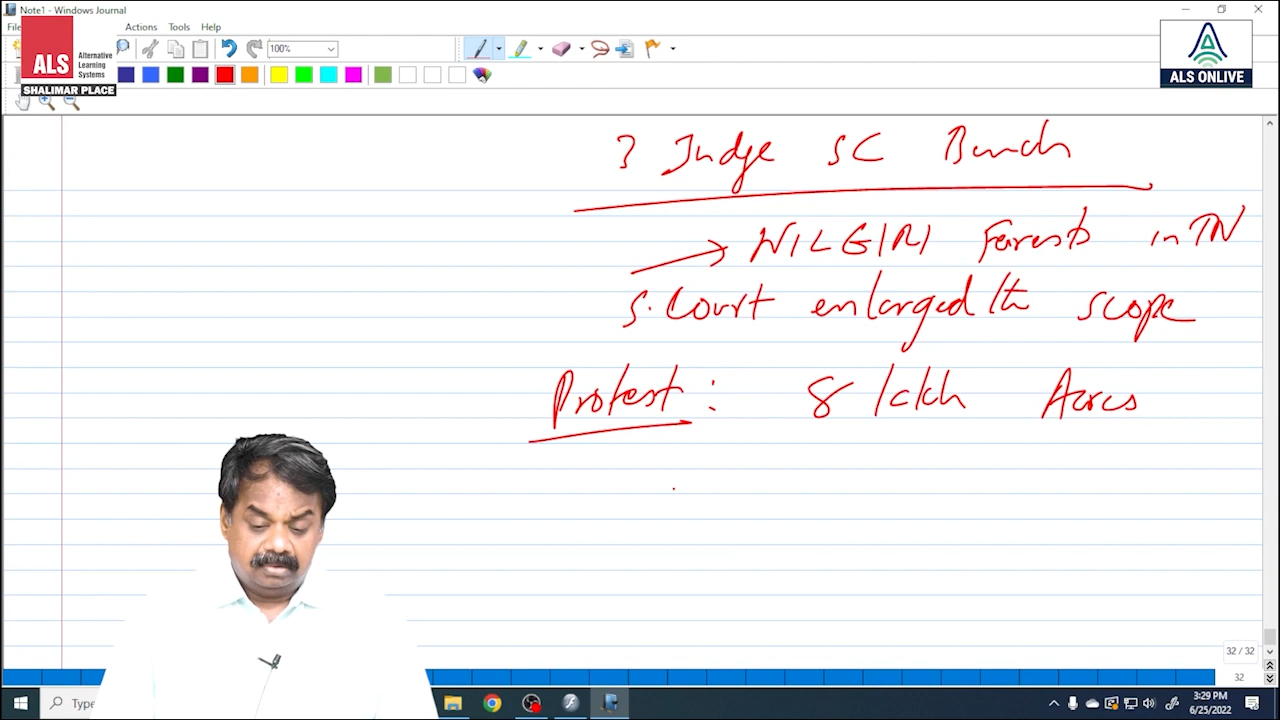 Note1 - Windows Journal
Actions Tools Help
ALS
Alternative
Learning
Systems
SHALIMAR PLACE
100%
ALS ONLIVE
3 Judge SC Bench
NILGIRI Forests in TN
S. Court enlarged the scope
Protest : 8 lakh Acres
32 / 32
32
Type
3:29 PM
6/25/2022